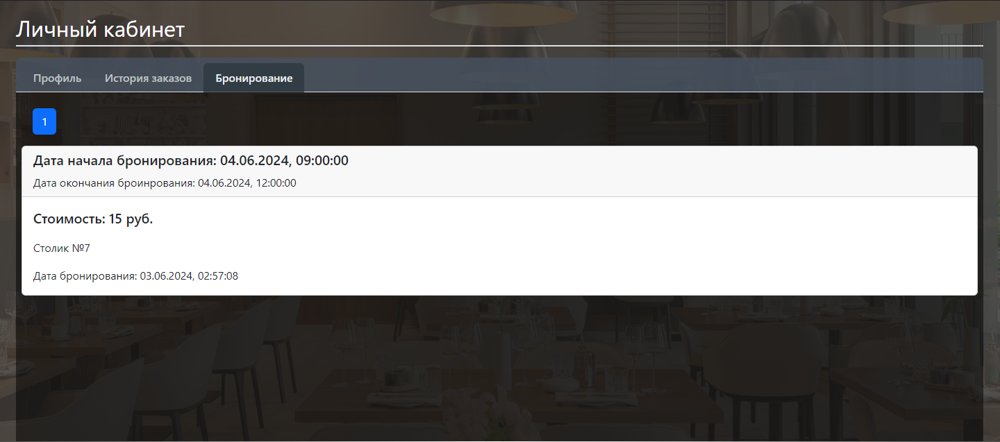 Личный кабинет
Профиль История заказов Бронирование
1
Дата начала бронирования: 04.06.2024, 09:00:00
Дата окончания броинрования: 04.06.2024, 12:00:00
Стоимость: 15 руб.
Столик №7
Дата бронирования: 03.06.2024, 02:57:08